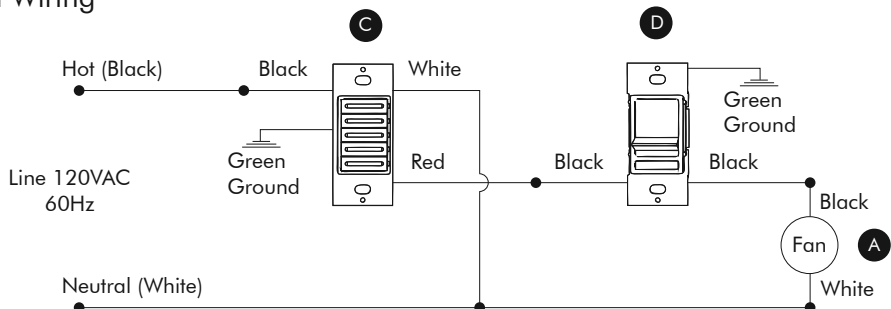 Wiring
C
D
Hot (Black)
Black
White
Green
Ground
Green
Ground
Line 120VAC
60Hz
Red
Black
Black
Black
Fan
A
Neutral (White)
White